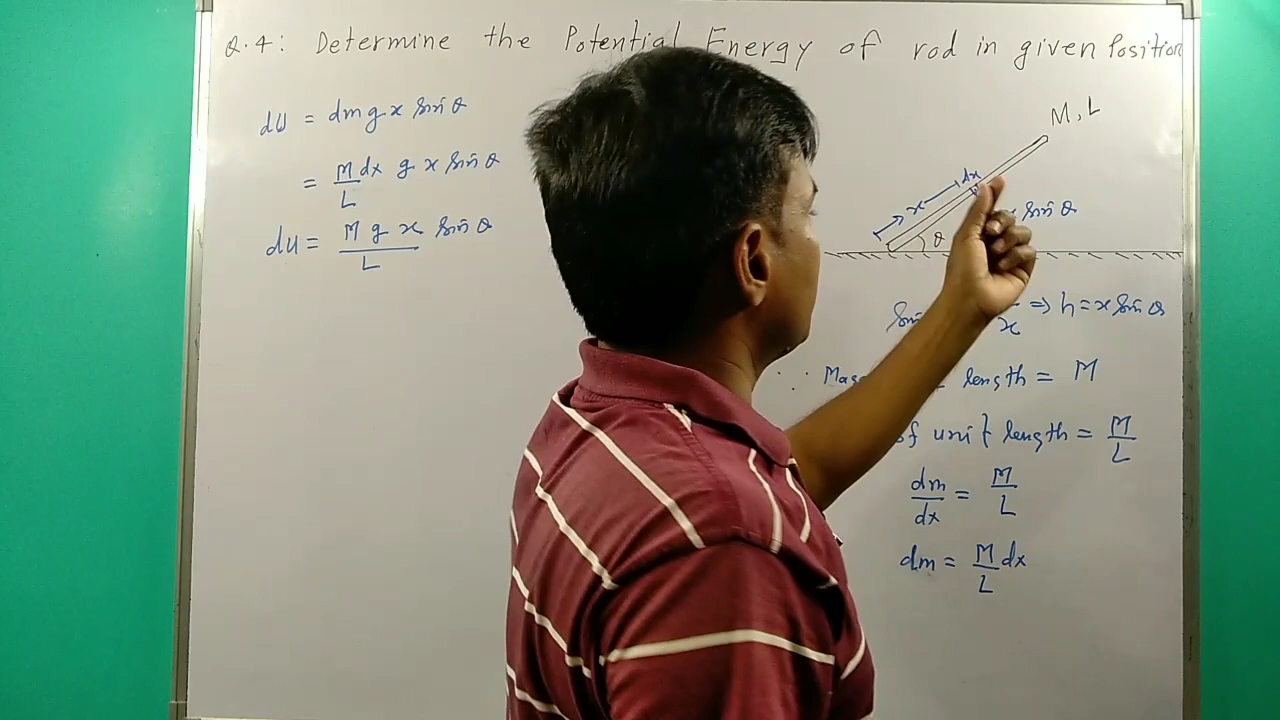 Q.4: Determine the Potential Energy of rod in given Position
dU = dm g x sin θ
= M/L dx g x sin θ
dU = M g x sin θ / L
M, L
dx
x
x sin θ
θ
x ⇒ h = x sin θ
∵ length = M
of unit length = M/L
dm/dx = M/L
dm = M/L dx